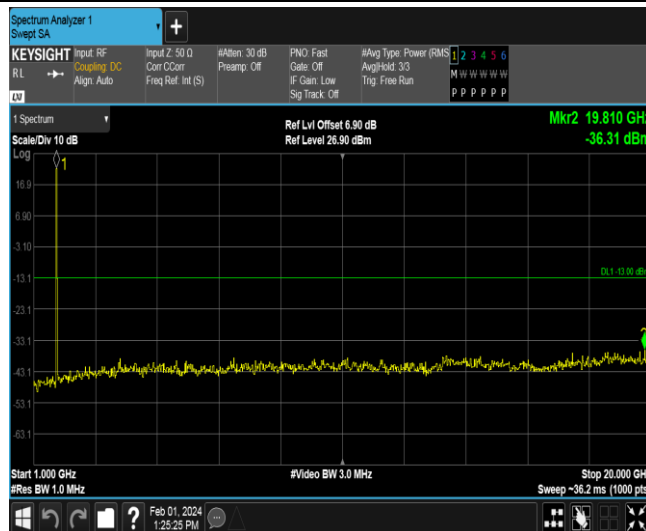 Spectrum Analyzer 1
Swept SA
+
KEYSIGHT
RL
Input: RF
Coupling: DC
Align: Auto
Input Z: 50 Ω
Corr CCorr
Freq Ref: Int (S)
#Atten: 30 dB
Preamp: Off
PNO: Fast
Gate: Off
IF Gain: Low
Sig Track: Off
#Avg Type: Power (RMS
Avg|Hold: 3/3
Trig: Free Run
1 2 3 4 5 6
M W W W W W
P P P P P P
1 Spectrum
Scale/Div 10 dB
Log
Ref Lvl Offset 6.90 dB
Ref Level 26.90 dBm
Mkr2 19.810 GHz
-36.31 dBm
1
16.9
6.90
-3.10
-13.1
-23.1
-33.1
-43.1
-53.1
-63.1
DL1 -13.00 dBm
Start 1.000 GHz
#Res BW 1.0 MHz
#Video BW 3.0 MHz
Stop 20.000 GHz
Sweep ~36.2 ms (1000 pts)
?
Feb 01, 2024
1:25:25 PM